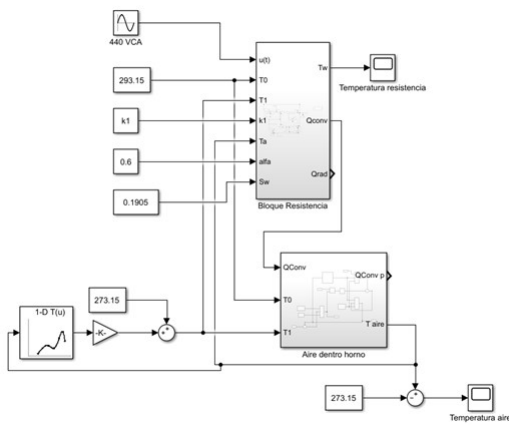 440 VCA
293.15
k1
0.6
0.1905
u(t)
T0
T1
k1
Ta
alfa
Sw
Tw
Qconv
Qrad
Bloque Resistencia
Temperatura resistencia
QConv
T0
T1
QConv p
T aire
Aire dentro horno
1-D T(u)
-K-
273.15
273.15
Temperatura aire